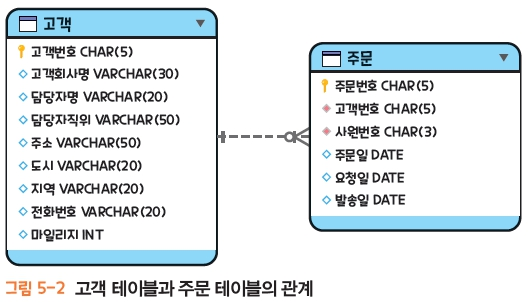 고객
고객번호 CHAR(5)
고객회사명 VARCHAR(30)
담당자명 VARCHAR(20)
담당자직위 VARCHAR(50)
주소 VARCHAR(50)
도시 VARCHAR(20)
지역 VARCHAR(20)
전화번호 VARCHAR(20)
마일리지 INT
주문
주문번호 CHAR(5)
고객번호 CHAR(5)
사원번호 CHAR(3)
주문일 DATE
요청일 DATE
발송일 DATE
그림 5-2 고객 테이블과 주문 테이블의 관계